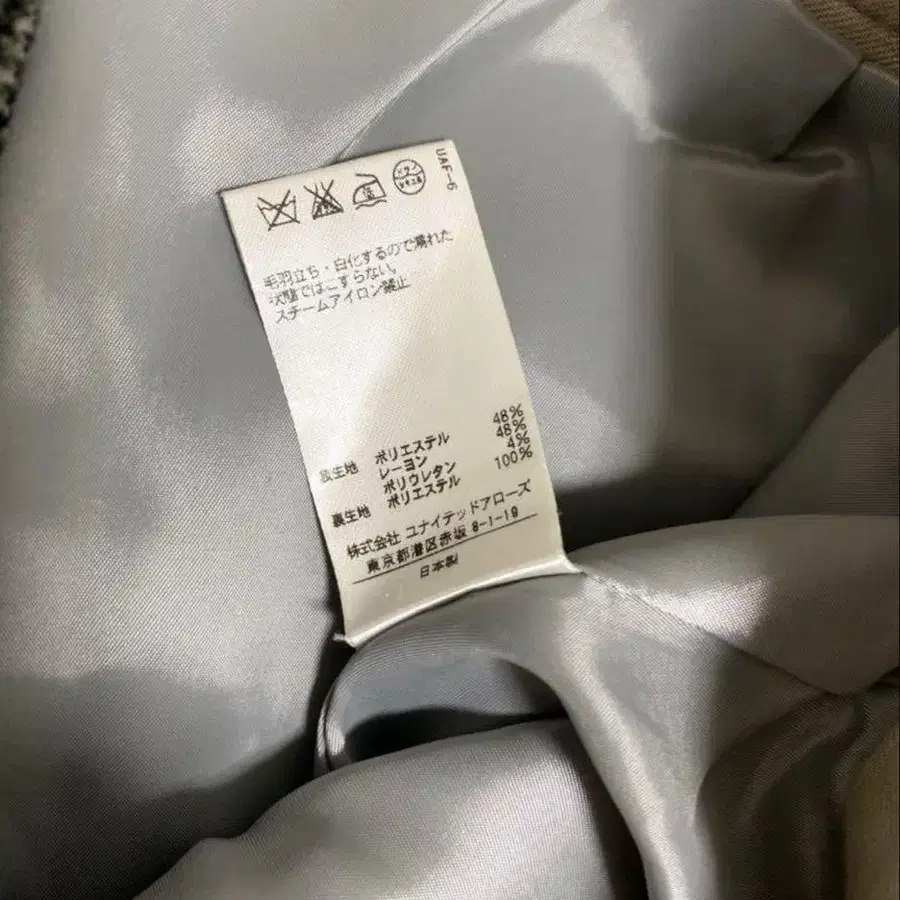 UAF-6
毛羽立ち・白化するので濡れた
状態ではこすらない。
スチームアイロン禁止
表生地 ポリエステル 48%
レーヨン 48%
ポリウレタン 4%
裏生地 ポリエステル 100%
株式会社 ユナイテッドアローズ
東京都港区赤坂 8-1-19
日本製